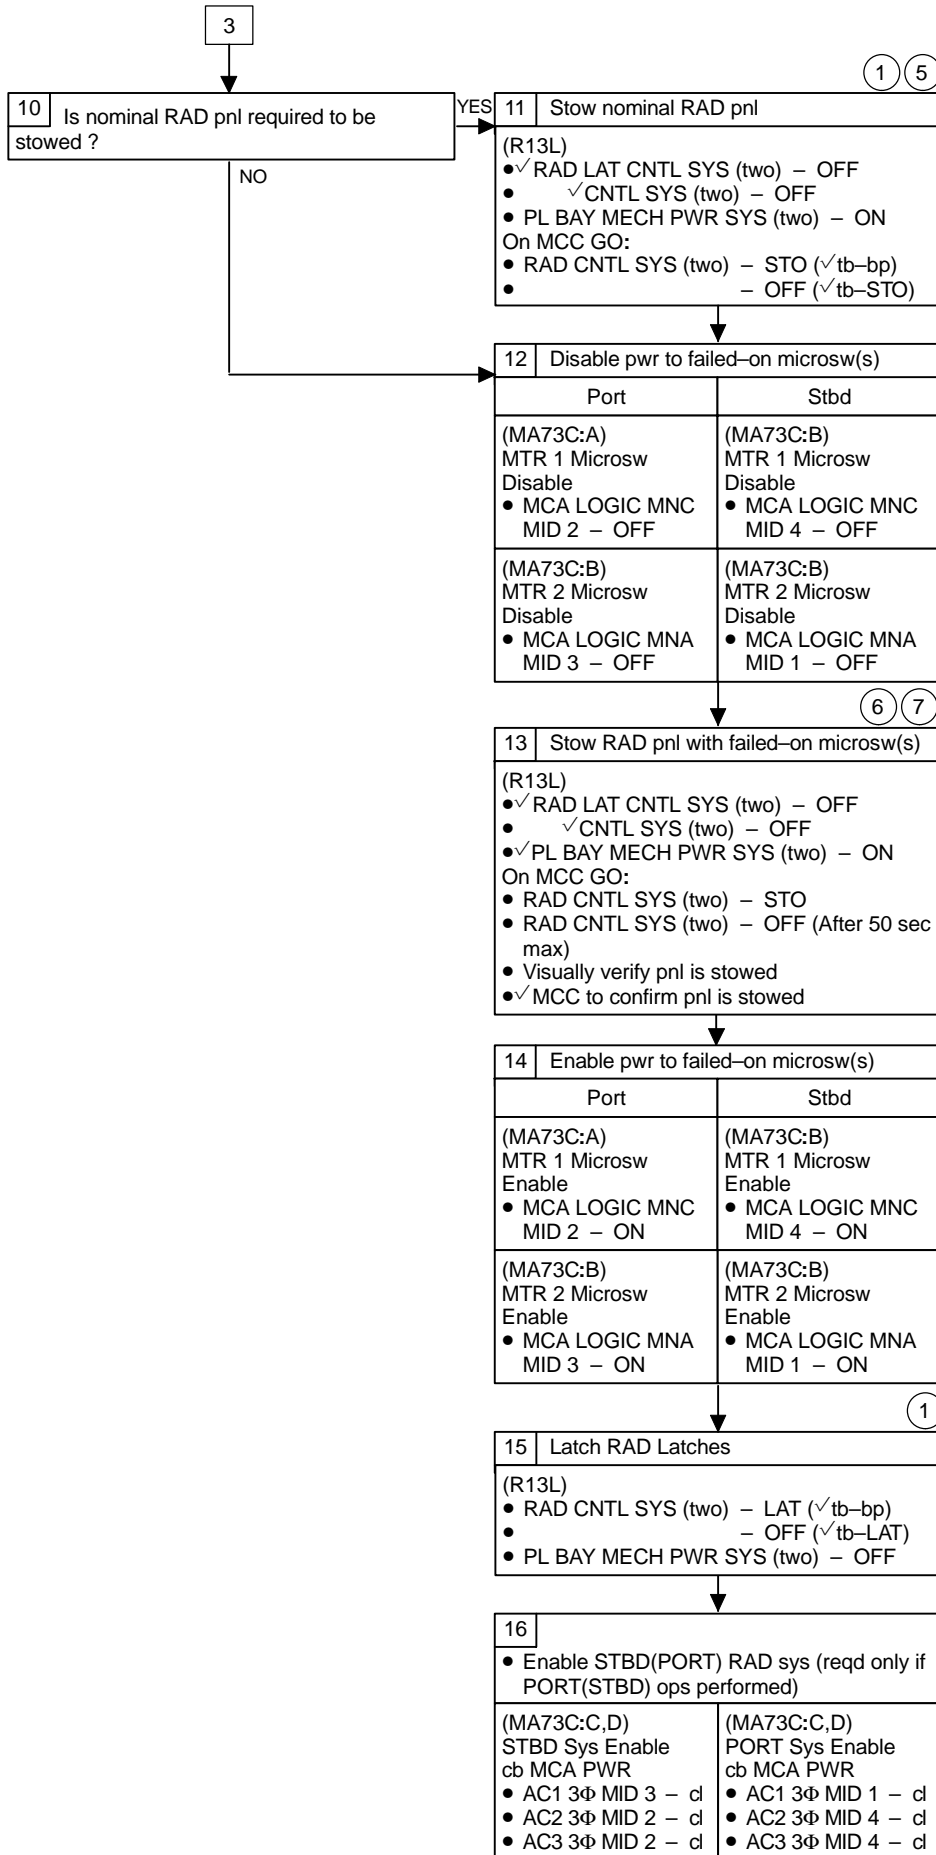 3
1 5
10 Is nominal RAD pnl required to be
stowed ?
YES
NO
11 Stow nominal RAD pnl
(R13L)
●√RAD LAT CNTL SYS (two) – OFF
● √CNTL SYS (two) – OFF
● PL BAY MECH PWR SYS (two) – ON
On MCC GO:
● RAD CNTL SYS (two) – STO (√tb–bp)
● – OFF (√tb–STO)
12 Disable pwr to failed–on microsw(s)
Port Stbd
(MA73C:A)
MTR 1 Microsw
Disable
● MCA LOGIC MNC
MID 2 – OFF
(MA73C:B)
MTR 1 Microsw
Disable
● MCA LOGIC MNC
MID 4 – OFF
(MA73C:B)
MTR 2 Microsw
Disable
● MCA LOGIC MNA
MID 3 – OFF
(MA73C:B)
MTR 2 Microsw
Disable
● MCA LOGIC MNA
MID 1 – OFF
6 7
13 Stow RAD pnl with failed–on microsw(s)
(R13L)
●√RAD LAT CNTL SYS (two) – OFF
● √CNTL SYS (two) – OFF
●√PL BAY MECH PWR SYS (two) – ON
On MCC GO:
● RAD CNTL SYS (two) – STO
● RAD CNTL SYS (two) – OFF (After 50 sec
max)
● Visually verify pnl is stowed
●√MCC to confirm pnl is stowed
14 Enable pwr to failed–on microsw(s)
Port Stbd
(MA73C:A)
MTR 1 Microsw
Enable
● MCA LOGIC MNC
MID 2 – ON
(MA73C:B)
MTR 1 Microsw
Enable
● MCA LOGIC MNC
MID 4 – ON
(MA73C:B)
MTR 2 Microsw
Enable
● MCA LOGIC MNA
MID 3 – ON
(MA73C:B)
MTR 2 Microsw
Enable
● MCA LOGIC MNA
MID 1 – ON
1
15 Latch RAD Latches
(R13L)
● RAD CNTL SYS (two) – LAT (√tb–bp)
● – OFF (√tb–LAT)
● PL BAY MECH PWR SYS (two) – OFF
16
● Enable STBD(PORT) RAD sys (reqd only if
PORT(STBD) ops performed)
(MA73C:C,D)
STBD Sys Enable
cb MCA PWR
● AC1 3Φ MID 3 – cl
● AC2 3Φ MID 2 – cl
● AC3 3Φ MID 2 – cl
(MA73C:C,D)
PORT Sys Enable
cb MCA PWR
● AC1 3Φ MID 1 – cl
● AC2 3Φ MID 4 – cl
● AC3 3Φ MID 4 – cl